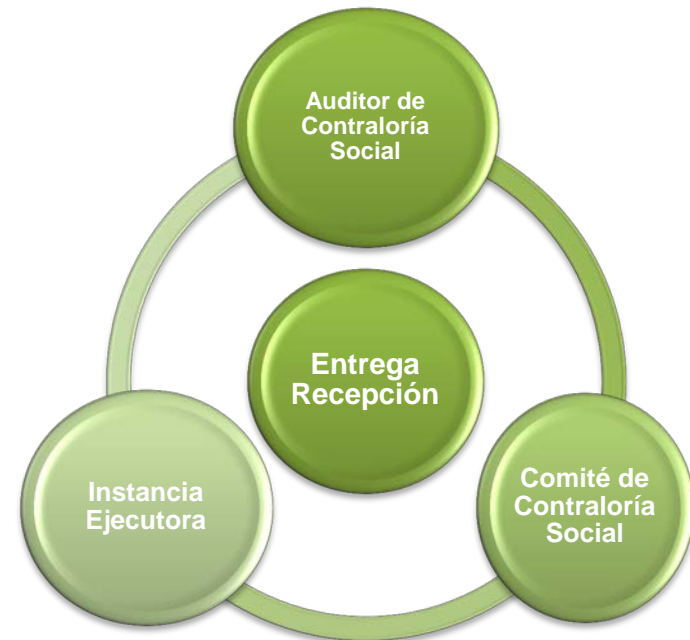 Auditor de
Contraloría
Social
Entrega
Recepción
Instancia
Ejecutora
Comité de
Contraloría
Social